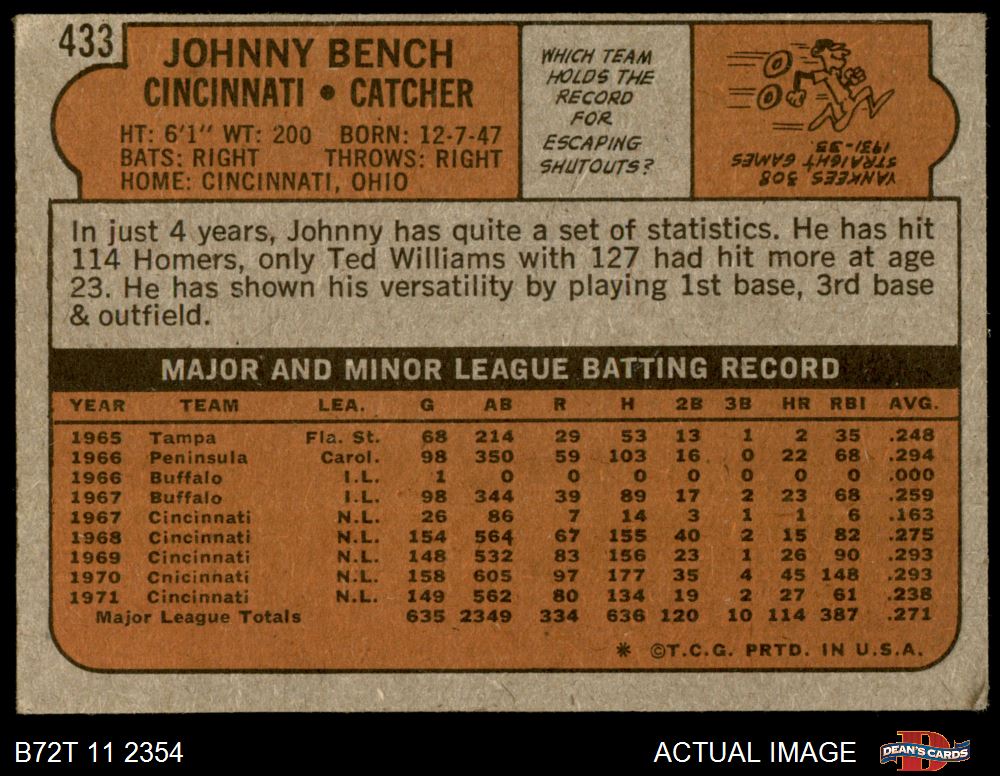 433
JOHNNY BENCH
CINCINNATI • CATCHER
HT: 6'1" WT: 200 BORN: 12-7-47
BATS: RIGHT THROWS: RIGHT
HOME: CINCINNATI, OHIO
WHICH TEAM
HOLDS THE
RECORD
FOR
ESCAPING
SHUTOUTS?
YANKEES 308
STRAIGHT GAMES
1931-33
In just 4 years, Johnny has quite a set of statistics. He has hit
114 Homers, only Ted Williams with 127 had hit more at age
23. He has shown his versatility by playing 1st base, 3rd base
& outfield.
MAJOR AND MINOR LEAGUE BATTING RECORD
YEAR TEAM LEA. G AB R H 2B 3B HR RBI AVG.
1965 Tampa Fla. St. 68 214 29 53 13 1 2 35 .248
1966 Peninsula Carol. 98 350 59 103 16 0 22 68 .294
1966 Buffalo I.L. 1 0 0 0 0 0 0 0 .000
1967 Buffalo I.L. 98 344 39 89 17 2 23 68 .259
1967 Cincinnati N.L. 26 86 7 14 3 1 1 6 .163
1968 Cincinnati N.L. 154 564 67 155 40 2 15 82 .275
1969 Cincinnati N.L. 148 532 83 156 23 1 26 90 .293
1970 Cnicinnati N.L. 158 605 97 177 35 4 45 148 .293
1971 Cincinnati N.L. 149 562 80 134 19 2 27 61 .238
Major League Totals 635 2349 334 636 120 10 114 387 .271
* ©T.C.G. PRTD. IN U.S.A.
B72T 11 2354
ACTUAL IMAGE
D
DEAN'S CARDS